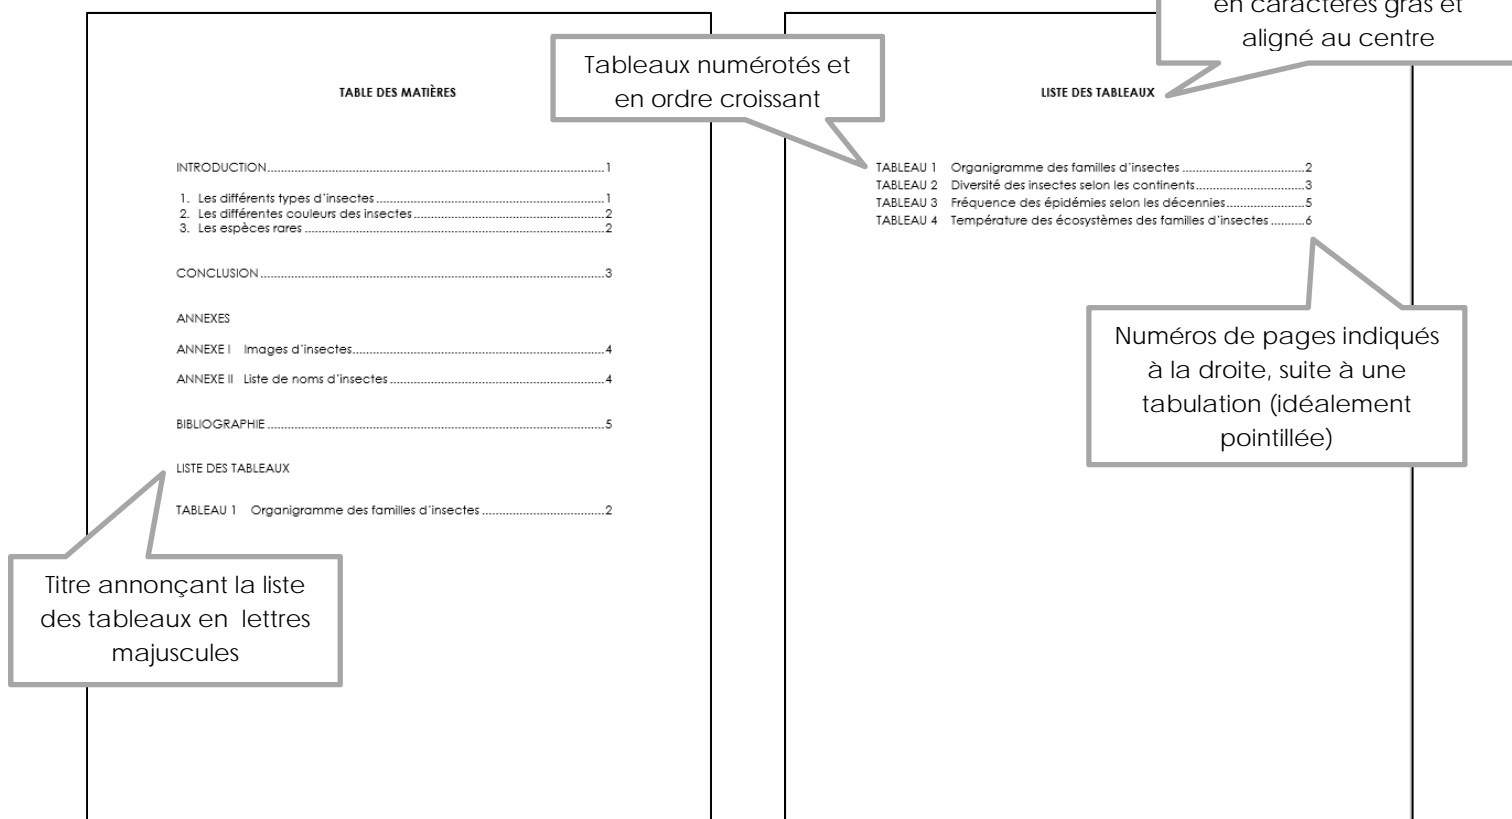 en caractères gras et
aligné au centre
Tableaux numérotés et
en ordre croissant
TABLE DES MATIÈRES
INTRODUCTION..........1
1. Les différents types d'insectes..........1
2. Les différentes couleurs des insectes..........2
3. Les espèces rares..........2
CONCLUSION..........3
ANNEXES
ANNEXE I Images d'insectes..........4
ANNEXE II Liste de noms d'insectes..........4
BIBLIOGRAPHIE..........5
LISTE DES TABLEAUX
TABLEAU 1 Organigramme des familles d'insectes..........2
Titre annonçant la liste
des tableaux en lettres
majuscules
LISTE DES TABLEAUX
TABLEAU 1 Organigramme des familles d'insectes..........2
TABLEAU 2 Diversité des insectes selon les continents..........3
TABLEAU 3 Fréquence des épidémies selon les décennies..........5
TABLEAU 4 Température des écosystèmes des familles d'insectes..........6
Numéros de pages indiqués
à la droite, suite à une
tabulation (idéalement
pointillée)